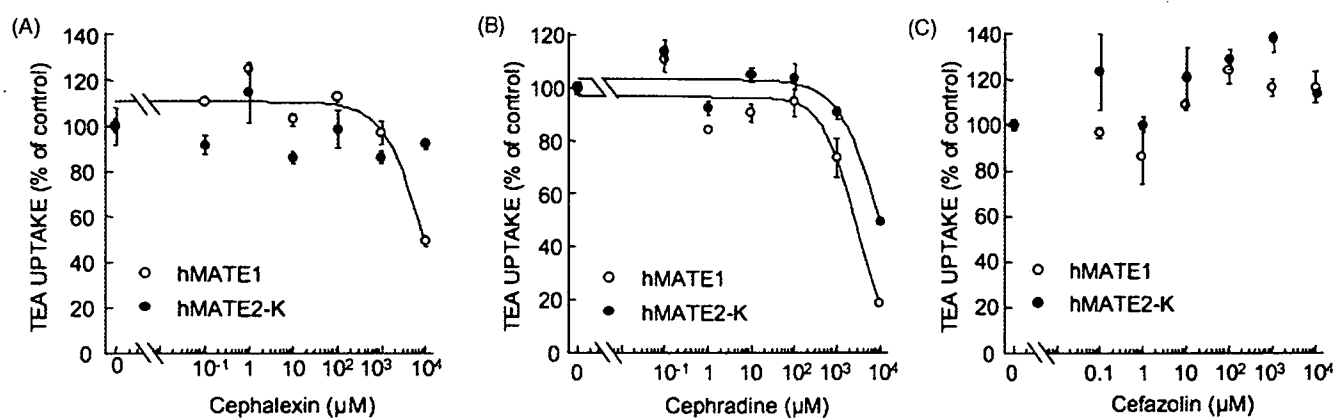 (A)
TEA UPTAKE (% of control)
140
120
100
80
60
40
20
0
hMATE1
hMATE2-K
0 10⁻¹ 1 10 10² 10³ 10⁴
Cephalexin (µM)
(B)
TEA UPTAKE (% of control)
120
100
80
60
40
20
0
hMATE1
hMATE2-K
0 10⁻¹ 1 10 10² 10³ 10⁴
Cephradine (µM)
(C)
TEA UPTAKE (% of control)
140
120
100
80
60
40
20
0
hMATE1
hMATE2-K
0 0.1 1 10 10² 10³ 10⁴
Cefazolin (µM)